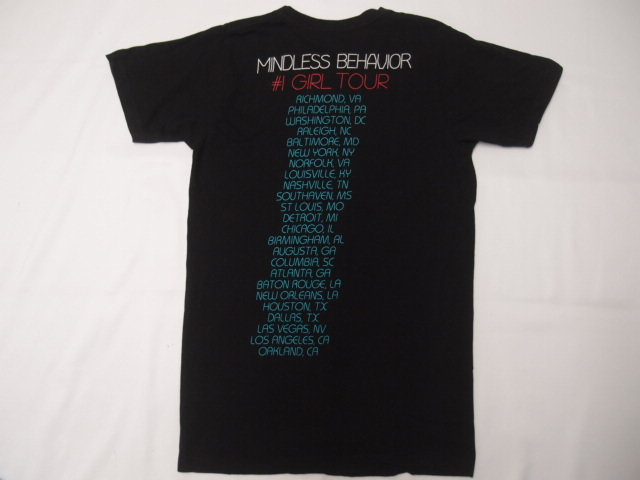 MINDLESS BEHAVIOR
#1 GIRL TOUR
RICHMOND, VA
PHILADELPHIA, PA
WASHINGTON, DC
RALEIGH, NC
BALTIMORE, MD
NEW YORK, NY
NORFOLK, VA
LOUISVILLE, KY
NASHVILLE, TN
SOUTHAVEN, MS
ST LOUIS, MO
DETROIT, MI
CHICAGO, IL
BIRMINGHAM, AL
AUGUSTA, GA
COLUMBIA, SC
ATLANTA, GA
BATON ROUGE, LA
NEW ORLEANS, LA
HOUSTON, TX
DALLAS, TX
LAS VEGAS, NV
LOS ANGELES, CA
OAKLAND, CA